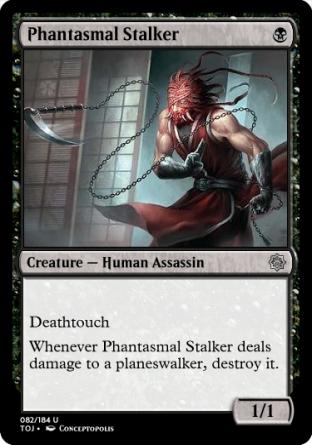 Phantasmal Stalker
Creature — Human Assassin
Deathtouch
Whenever Phantasmal Stalker deals
damage to a planeswalker, destroy it.
1/1
082/184 U
TOJ • Conceptopolis